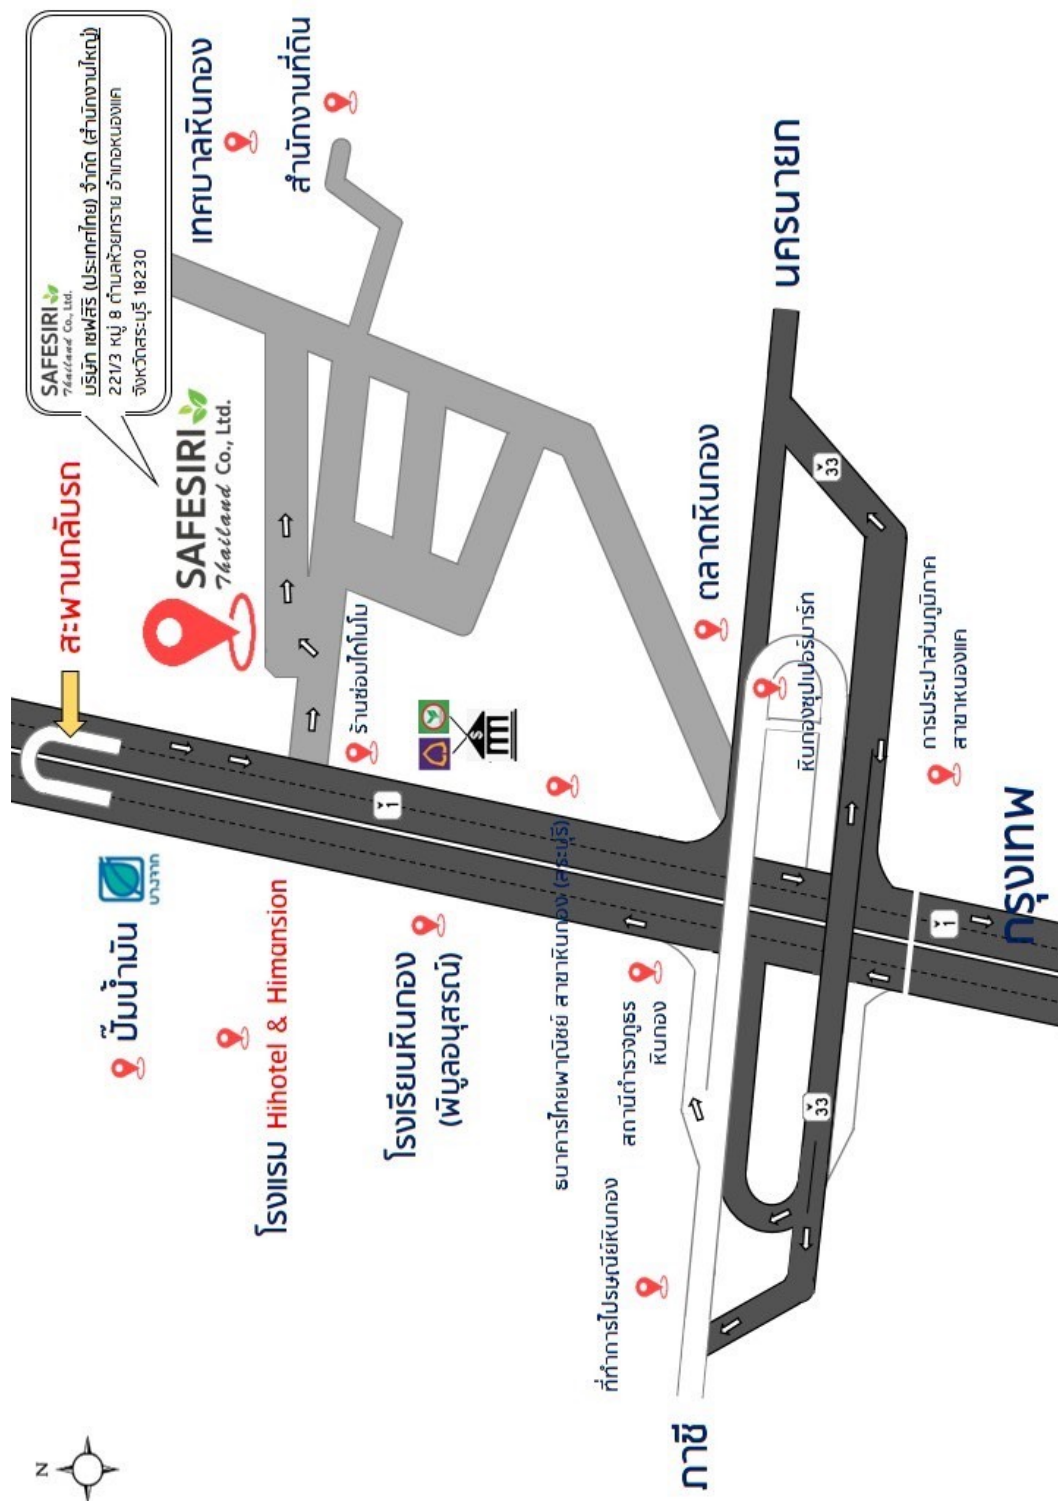 SAFESIRI
Thailand Co., Ltd.
บริษัท เซฟสิริ (ประเทศไทย) จำกัด (สำนักงานใหญ่)
221/3 หมู่ 8 ตำบลห้วยทราย อำเภอหนองแค
จังหวัดสระบุรี 18230
เทศบาลหินกอง
สำนักงานที่ดิน
สะพานกลับรถ
SAFESIRI
Thailand Co., Ltd.
ร้านซ่อมไดโนโม
นครนายก
ตลาดหินกอง
33
หินกองซุปเปอร์มาร์ท
การประปาส่วนภูมิภาค
สาขาหนองแค
1
บางจาก
ปั๊มน้ำมัน
โรงแรม Hihotel & Himansion
โรงเรียนหินกอง
(พิบูลอนุสรณ์)
ธนาคารไทยพาณิชย์ สาขาหินกอง (สระบุรี)
สถานีตำรวจภูธร
หินกอง
1
กรุงเทพ
33
ที่ทำการไปรษณีย์หินกอง
ภาชี
N